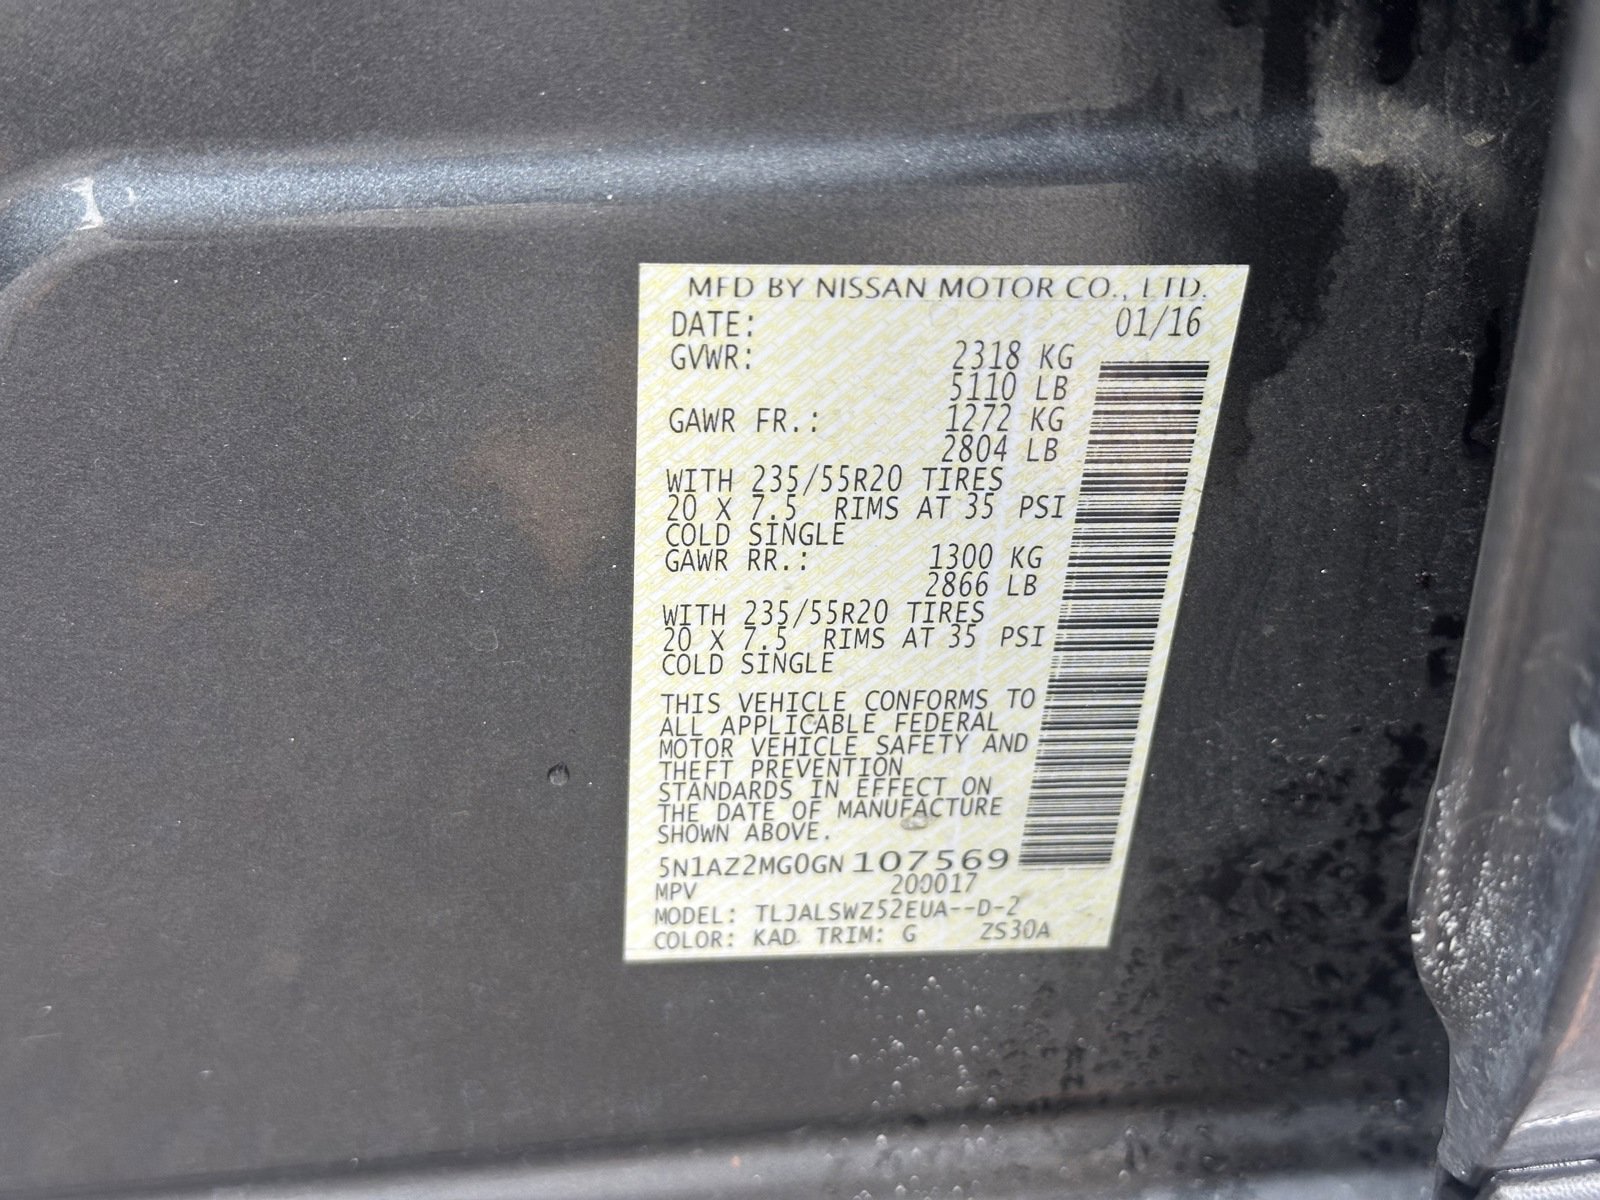 MFD BY NISSAN MOTOR CO., LTD.
DATE: 01/16
GVWR: 2318 KG
5110 LB
GAWR FR.: 1272 KG
2804 LB
WITH 235/55R20 TIRES
20 X 7.5 RIMS AT 35 PSI
COLD SINGLE
GAWR RR.: 1300 KG
2866 LB
WITH 235/55R20 TIRES
20 X 7.5 RIMS AT 35 PSI
COLD SINGLE
THIS VEHICLE CONFORMS TO
ALL APPLICABLE FEDERAL
MOTOR VEHICLE SAFETY AND
THEFT PREVENTION
STANDARDS IN EFFECT ON
THE DATE OF MANUFACTURE
SHOWN ABOVE.
5N1AZ2MG0GN107569
MPV 200017
MODEL: TLJALSWZ52EUA--D-2
COLOR: KAD TRIM: G ZS30A